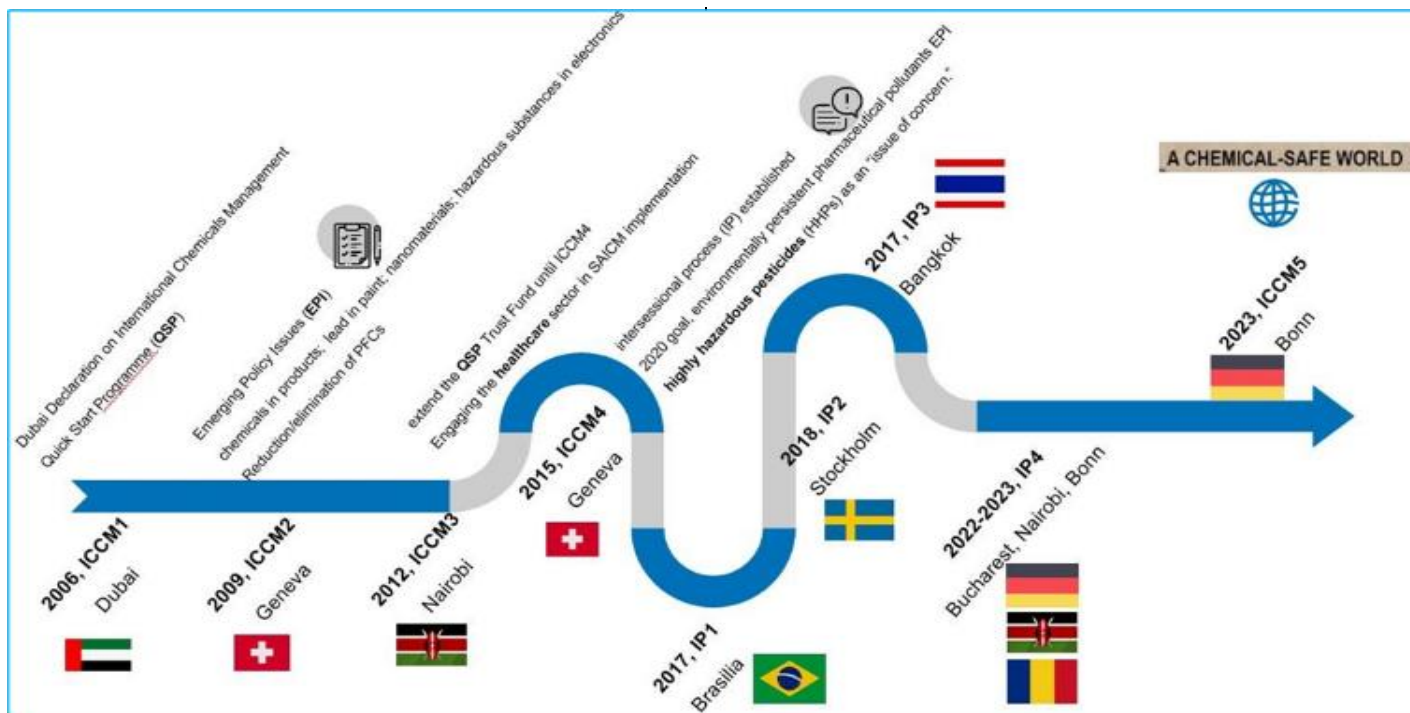 Dubai Declaration on International Chemicals Management
Quick Start Programme (QSP)
2006, ICCM1
Dubai
Emerging Policy Issues (EPI)
chemicals in products; lead in paint; nanomaterials; hazardous substances in electronics
Reduction/elimination of PFCs
2009, ICCM2
Geneva
extend the QSP Trust Fund until ICCM4
Engaging the healthcare sector in SAICM implementation
2012, ICCM3
Nairobi
intersessional process (IP) established
2020 goal, environmentally persistent pharmaceutical pollutants EPI
highly hazardous pesticides (HHPs) as an "issue of concern."
2015, ICCM4
Geneva
2017, IP1
Brasilia
2018, IP2
Stockholm
2017, IP3
Bangkok
2022-2023, IP4
Bucharest, Nairobi, Bonn
2023, ICCM5
Bonn
A CHEMICAL-SAFE WORLD